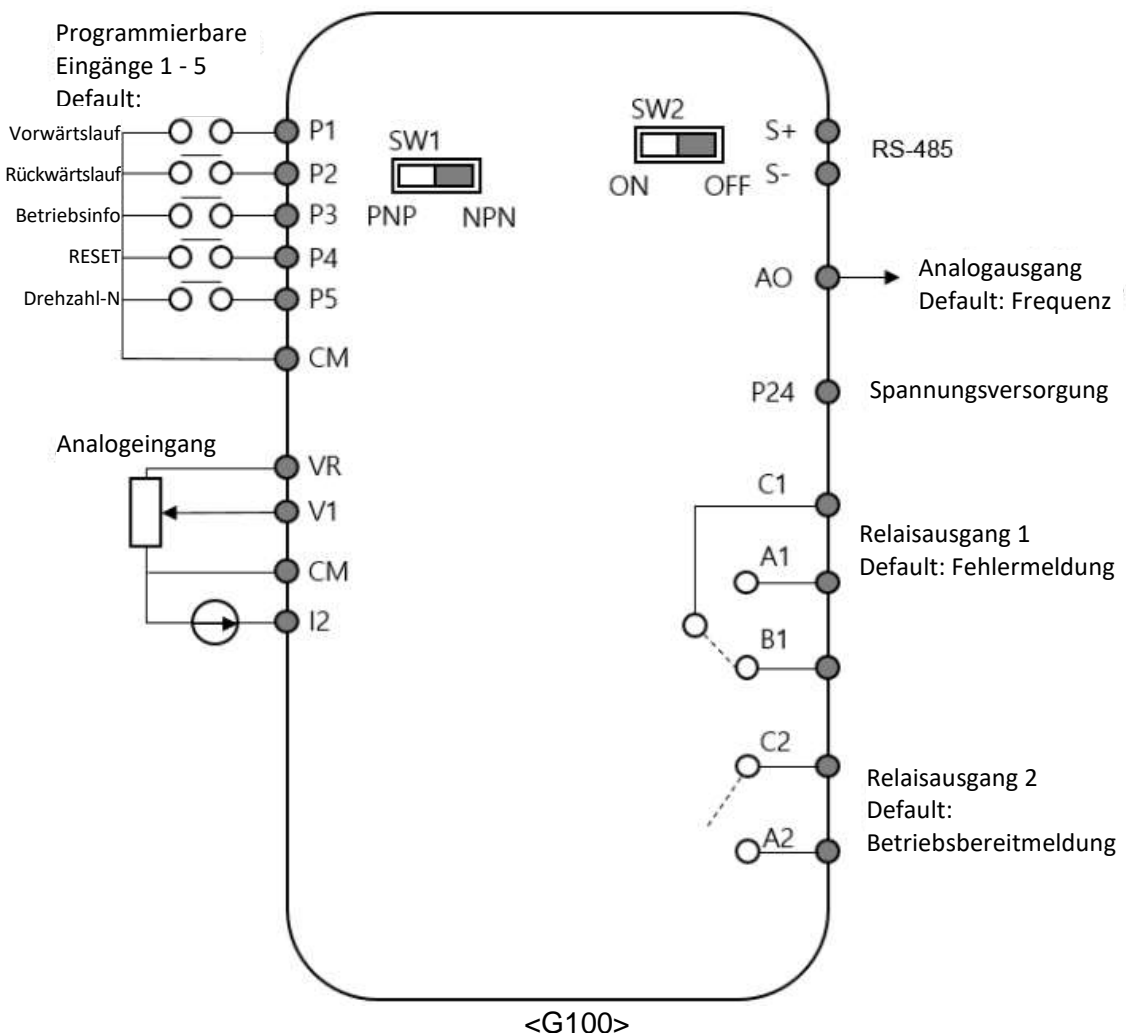 Programmierbare
Eingänge 1 - 5
Default:
Vorwärtslauf
P1
Rückwärtslauf
P2
Betriebsinfo
P3
RESET
P4
Drehzahl-N
P5
CM
SW1
PNP NPN
SW2
ON OFF
S+
S-
RS-485
AO
Analogausgang
Default: Frequenz
P24
Spannungsversorgung
Analogeingang
VR
V1
CM
I2
C1
A1
B1
Relaisausgang 1
Default: Fehlermeldung
C2
A2
Relaisausgang 2
Default:
Betriebsbereitmeldung
<G100>